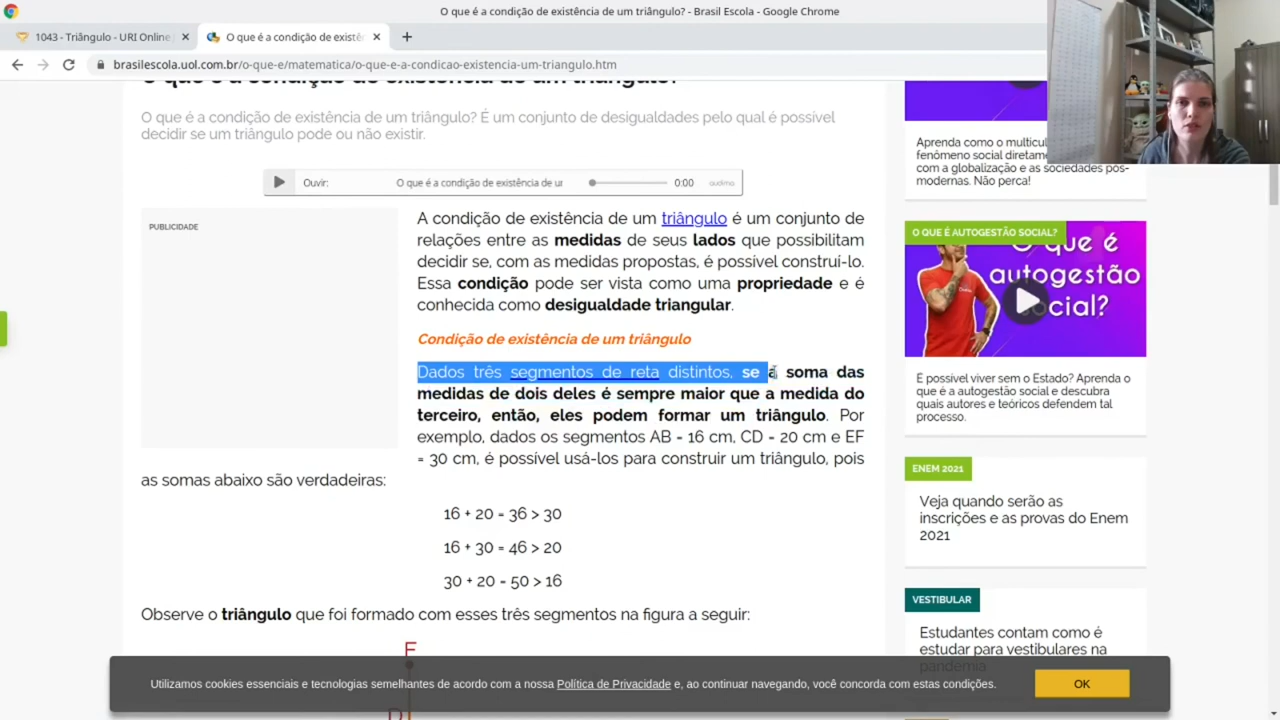 O que é a condição de existência de um triângulo? - Brasil Escola - Google Chrome
1043 - Triângulo - URI Online
O que é a condição de existên
brasilescola.uol.com.br/o-que-e/matematica/o-que-e-a-condicao-existencia-um-triangulo.htm
O que é a condição de existência de um triângulo?
O que é a condição de existência de um triângulo? É um conjunto de desigualdades pelo qual é possível
decidir se um triângulo pode ou não existir.
Ouvir: O que é a condição de existência de ur 0:00 audima
PUBLICIDADE
A condição de existência de um triângulo é um conjunto de
relações entre as medidas de seus lados que possibilitam
decidir se, com as medidas propostas, é possível construí-lo.
Essa condição pode ser vista como uma propriedade e é
conhecida como desigualdade triangular.
Condição de existência de um triângulo
Dados três segmentos de reta distintos, se a soma das
medidas de dois deles é sempre maior que a medida do
terceiro, então, eles podem formar um triângulo. Por
exemplo, dados os segmentos AB = 16 cm, CD = 20 cm e EF
= 30 cm, é possível usá-los para construir um triângulo, pois
as somas abaixo são verdadeiras:
16 + 20 = 36 > 30
16 + 30 = 46 > 20
30 + 20 = 50 > 16
Observe o triângulo que foi formado com esses três segmentos na figura a seguir:
F
D
Aprenda como o multicul
fenômeno social diretame
com a globalização e as sociedades pós-
modernas. Não perca!
O QUE É AUTOGESTÃO SOCIAL?
O que é
autogestão
social?
É possível viver sem o Estado? Aprenda o
que é a autogestão social e descubra
quais autores e teóricos defendem tal
processo.
ENEM 2021
Veja quando serão as
inscrições e as provas do Enem
2021
VESTIBULAR
Estudantes contam como é
estudar para vestibulares na
pandemia
Utilizamos cookies essenciais e tecnologias semelhantes de acordo com a nossa Política de Privacidade e, ao continuar navegando, você concorda com estas condições.
OK